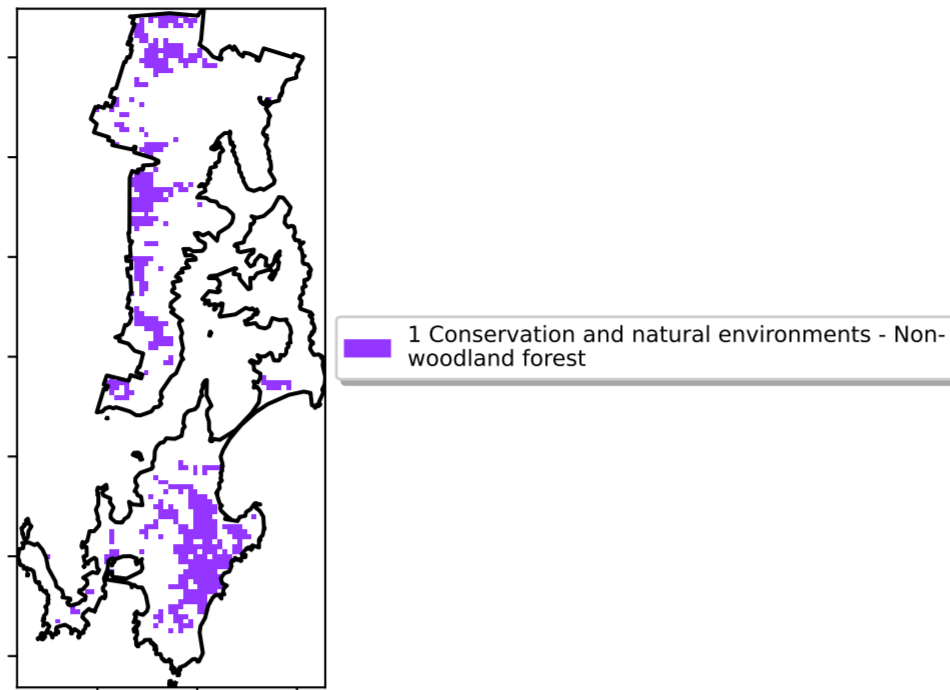 1 Conservation and natural environments - Non-
woodland forest